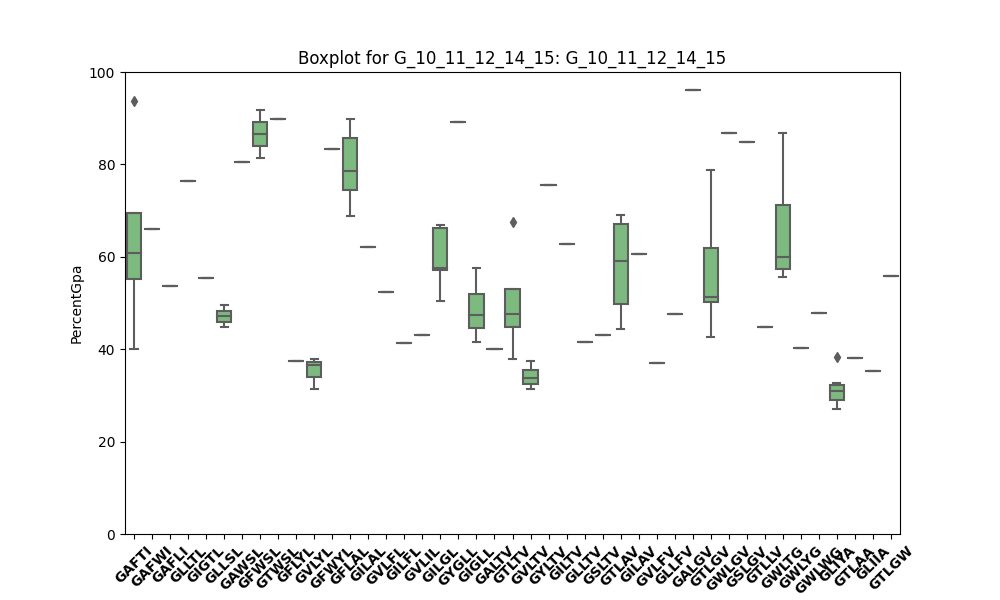 Boxplot for G_10_11_12_14_15: G_10_11_12_14_15
PercentGpa
100
80
60
40
20
0
GAFTI
GAFWI
GAFLI
GLLTL
GIGTL
GLLSL
GAWSL
GFWSL
GTWSL
GFLYL
GVLYL
GFWYL
GFLAL
GILAL
GVLFL
GILFL
GVLIL
GILGL
GYGLL
GIGLL
GALTV
GTLTV
GVLTV
GYLTV
GILTV
GLLTV
GSLTV
GTLAV
GILAV
GVLFV
GLLFV
GALGV
GTLGV
GWLGV
GSLGV
GTLLV
GWLTG
GWLYG
GLIYA
GTLAA
GLIIA
GTLGW